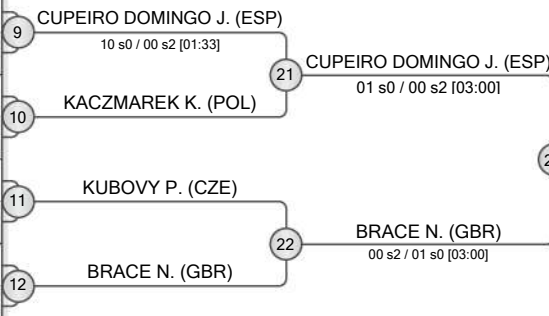 9
CUPEIRO DOMINGO J. (ESP)
10 s0 / 00 s2 [01:33]
21
CUPEIRO DOMINGO J. (ESP)
01 s0 / 00 s2 [03:00]
10
KACZMAREK K. (POL)
2
11
KUBOVY P. (CZE)
22
BRACE N. (GBR)
00 s2 / 01 s0 [03:00]
12
BRACE N. (GBR)